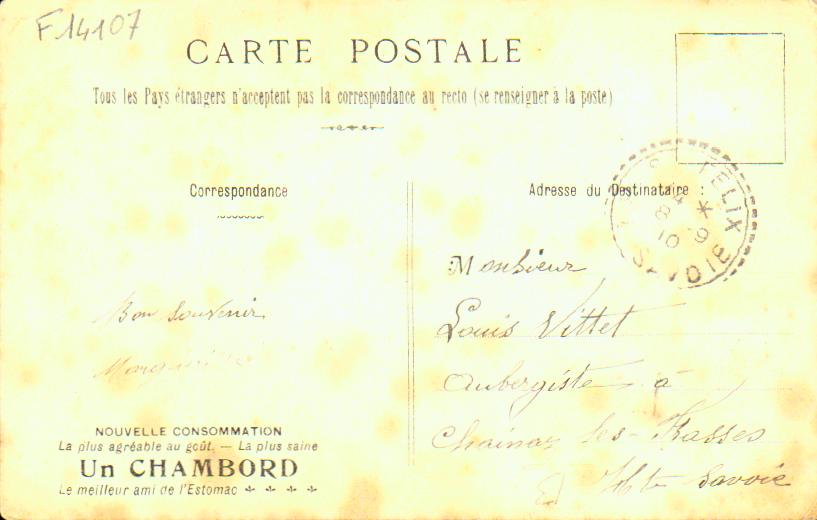 F14107
CARTE POSTALE
Tous les Pays étrangers n'acceptent pas la correspondance au recto (se renseigner à la poste)
Correspondance
Adresse du Destinataire :
FELIX
SAVOIE
Monsieur
Louis Vittet
Aubergiste à
Chainaz les-Frasses
Hte Savoie
Bon souvenir
NOUVELLE CONSOMMATION
La plus agréable au goût. — La plus saine
Un CHAMBORD
Le meilleur ami de l'Estomac